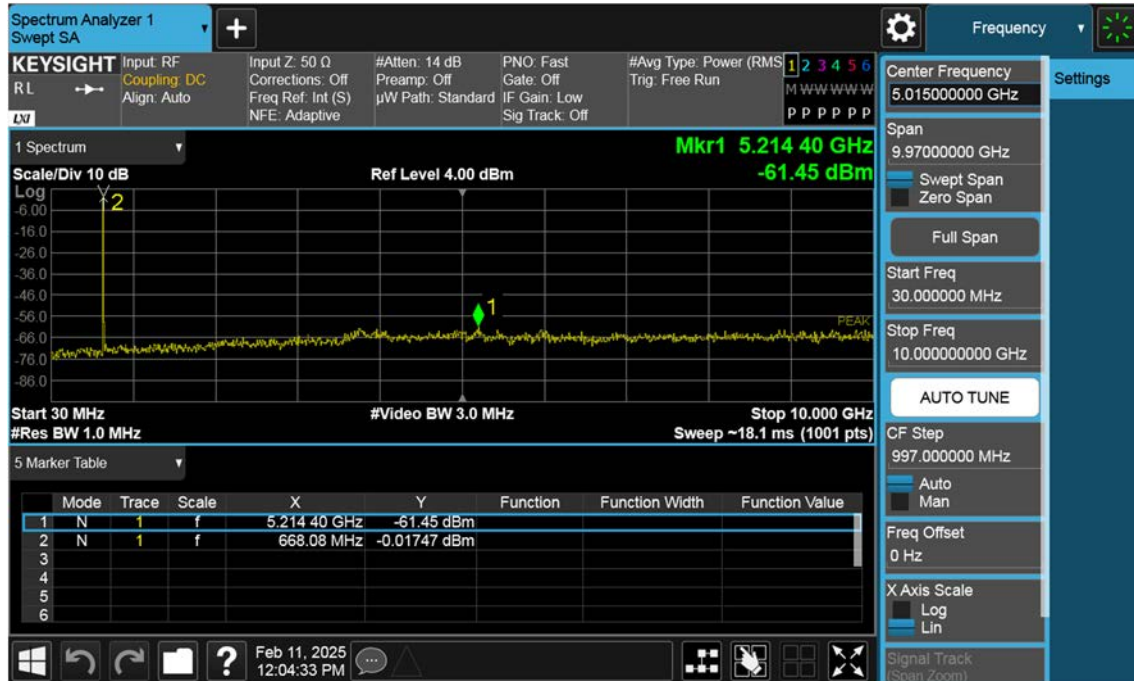 Spectrum Analyzer 1
Swept SA
+
Frequency
KEYSIGHT
RL
LXI
Input: RF
Coupling: DC
Align: Auto
Input Z: 50 Ω
Corrections: Off
Freq Ref: Int (S)
NFE: Adaptive
#Atten: 14 dB
Preamp: Off
µW Path: Standard
PNO: Fast
Gate: Off
IF Gain: Low
Sig Track: Off
#Avg Type: Power (RMS
Trig: Free Run
1 2 3 4 5 6
M W W W W W
P P P P P P
Center Frequency
5.015000000 GHz
Settings
Span
9.97000000 GHz
Swept Span
Zero Span
Full Span
Start Freq
30.000000 MHz
Stop Freq
10.000000000 GHz
AUTO TUNE
CF Step
997.000000 MHz
Auto
Man
Freq Offset
0 Hz
X Axis Scale
Log
Lin
Signal Track
(Span Zoom)
1 Spectrum
Mkr1 5.214 40 GHz
-61.45 dBm
Scale/Div 10 dB
Ref Level 4.00 dBm
Log
2
-6.00
-16.0
-26.0
-36.0
-46.0
1
-56.0
PEAK
-66.0
-76.0
-86.0
Start 30 MHz
#Video BW 3.0 MHz
Stop 10.000 GHz
#Res BW 1.0 MHz
Sweep ~18.1 ms (1001 pts)
5 Marker Table
Mode Trace Scale X Y Function Function Width Function Value
1 N 1 f 5.214 40 GHz -61.45 dBm
2 N 1 f 668.08 MHz -0.01747 dBm
3
4
5
6
?
Feb 11, 2025
12:04:33 PM